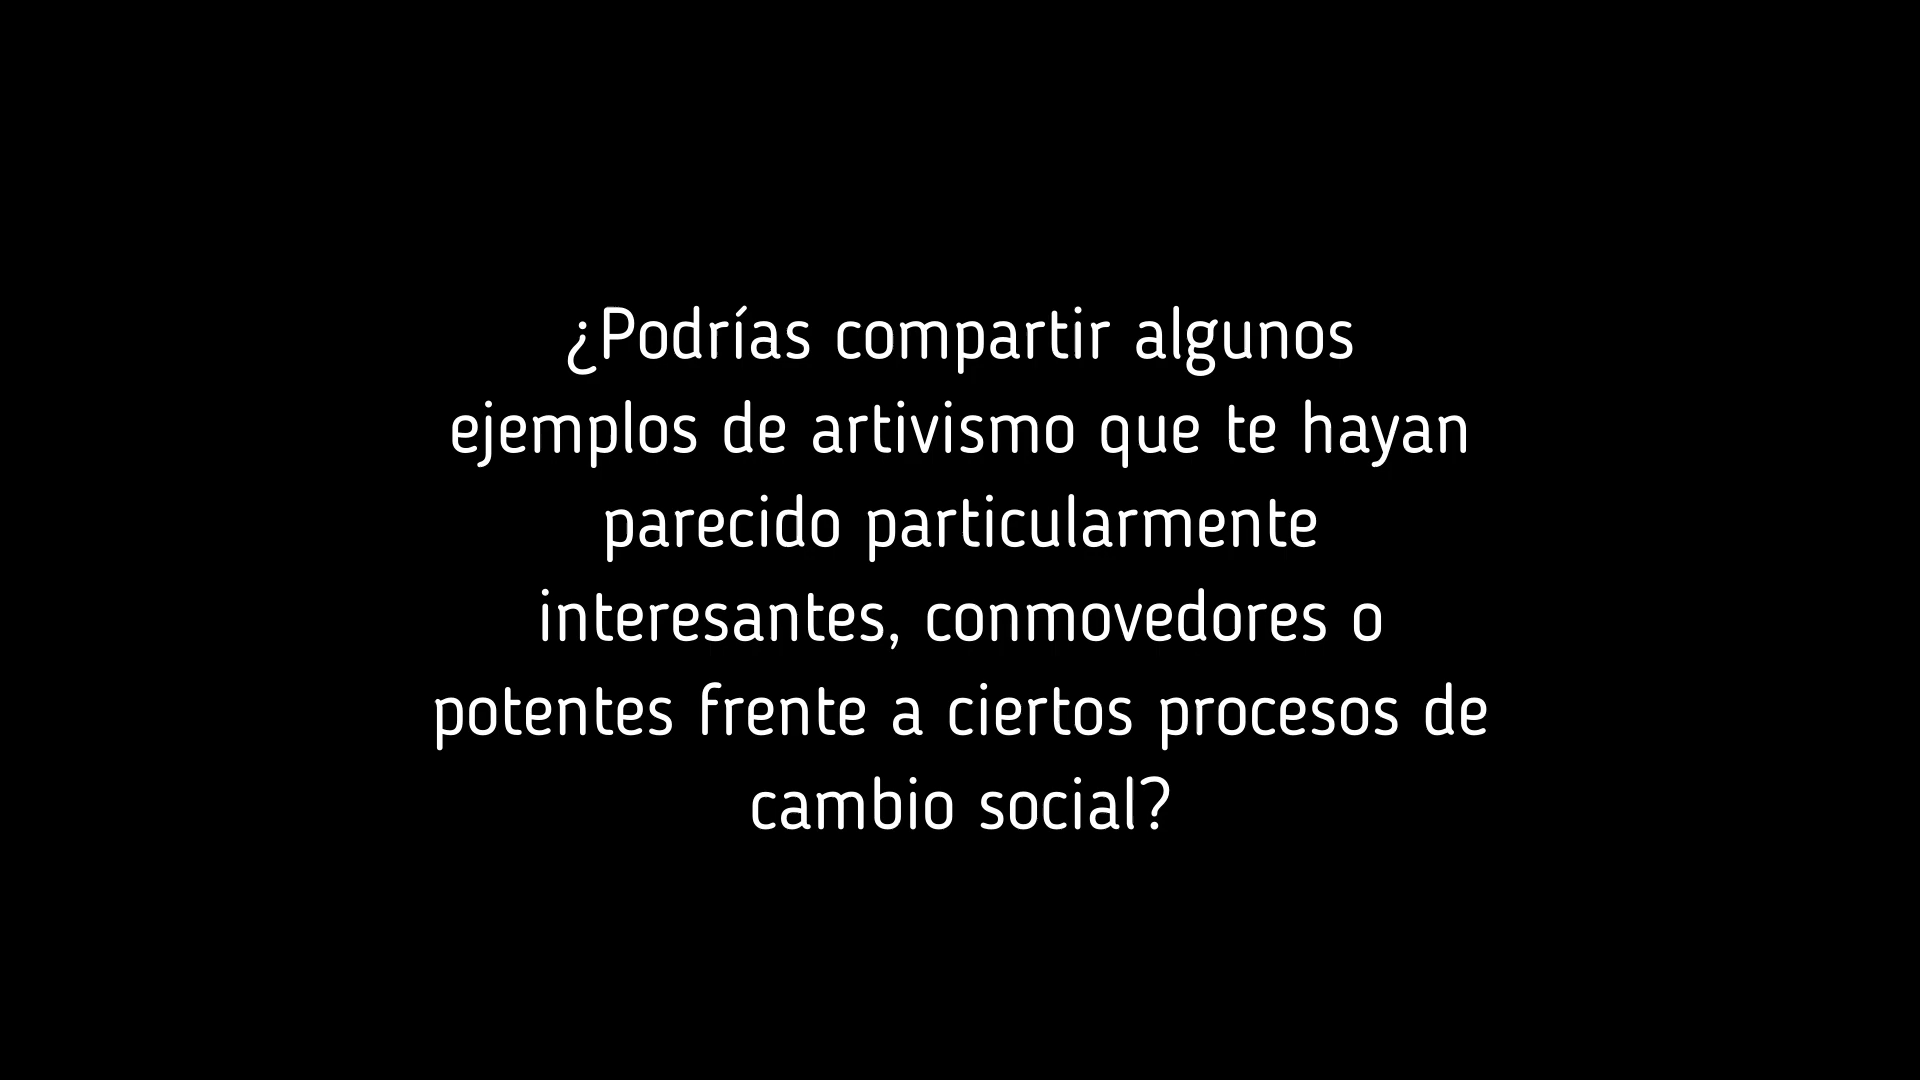 ¿Podrías compartir algunos
ejemplos de artivismo que te hayan
parecido particularmente
interesantes, conmovedores o
potentes frente a ciertos procesos de
cambio social?